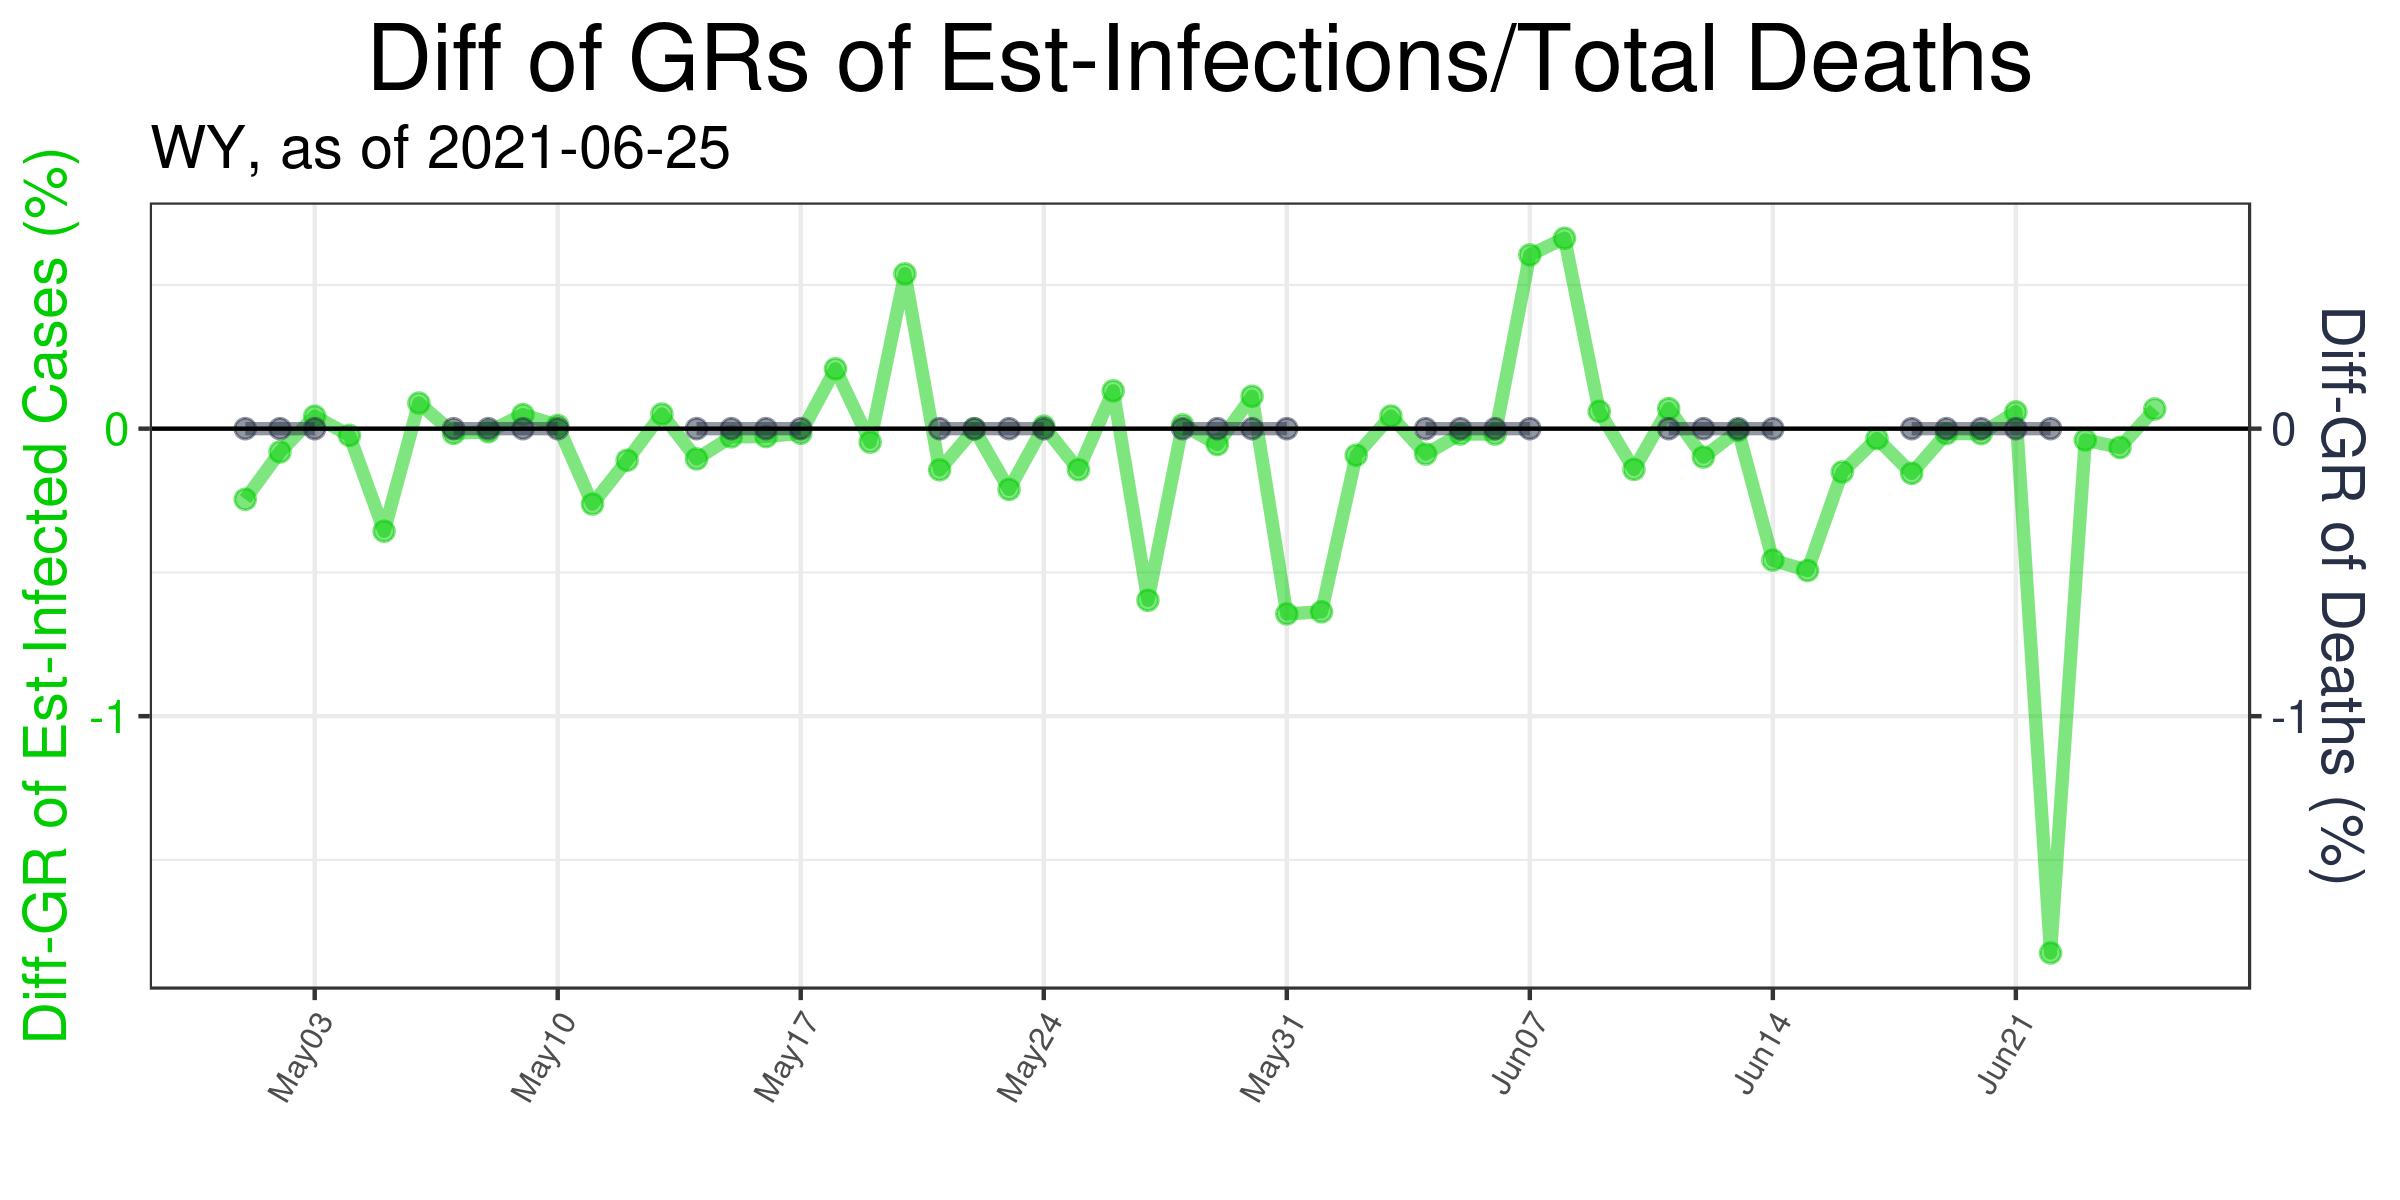 Diff of GRs of Est-Infections/Total Deaths
WY, as of 2021-06-25
Diff-GR of Est-Infected Cases (%)
0
-1
0
-1
Diff-GR of Deaths (%)
May03
May10
May17
May24
May31
Jun07
Jun14
Jun21